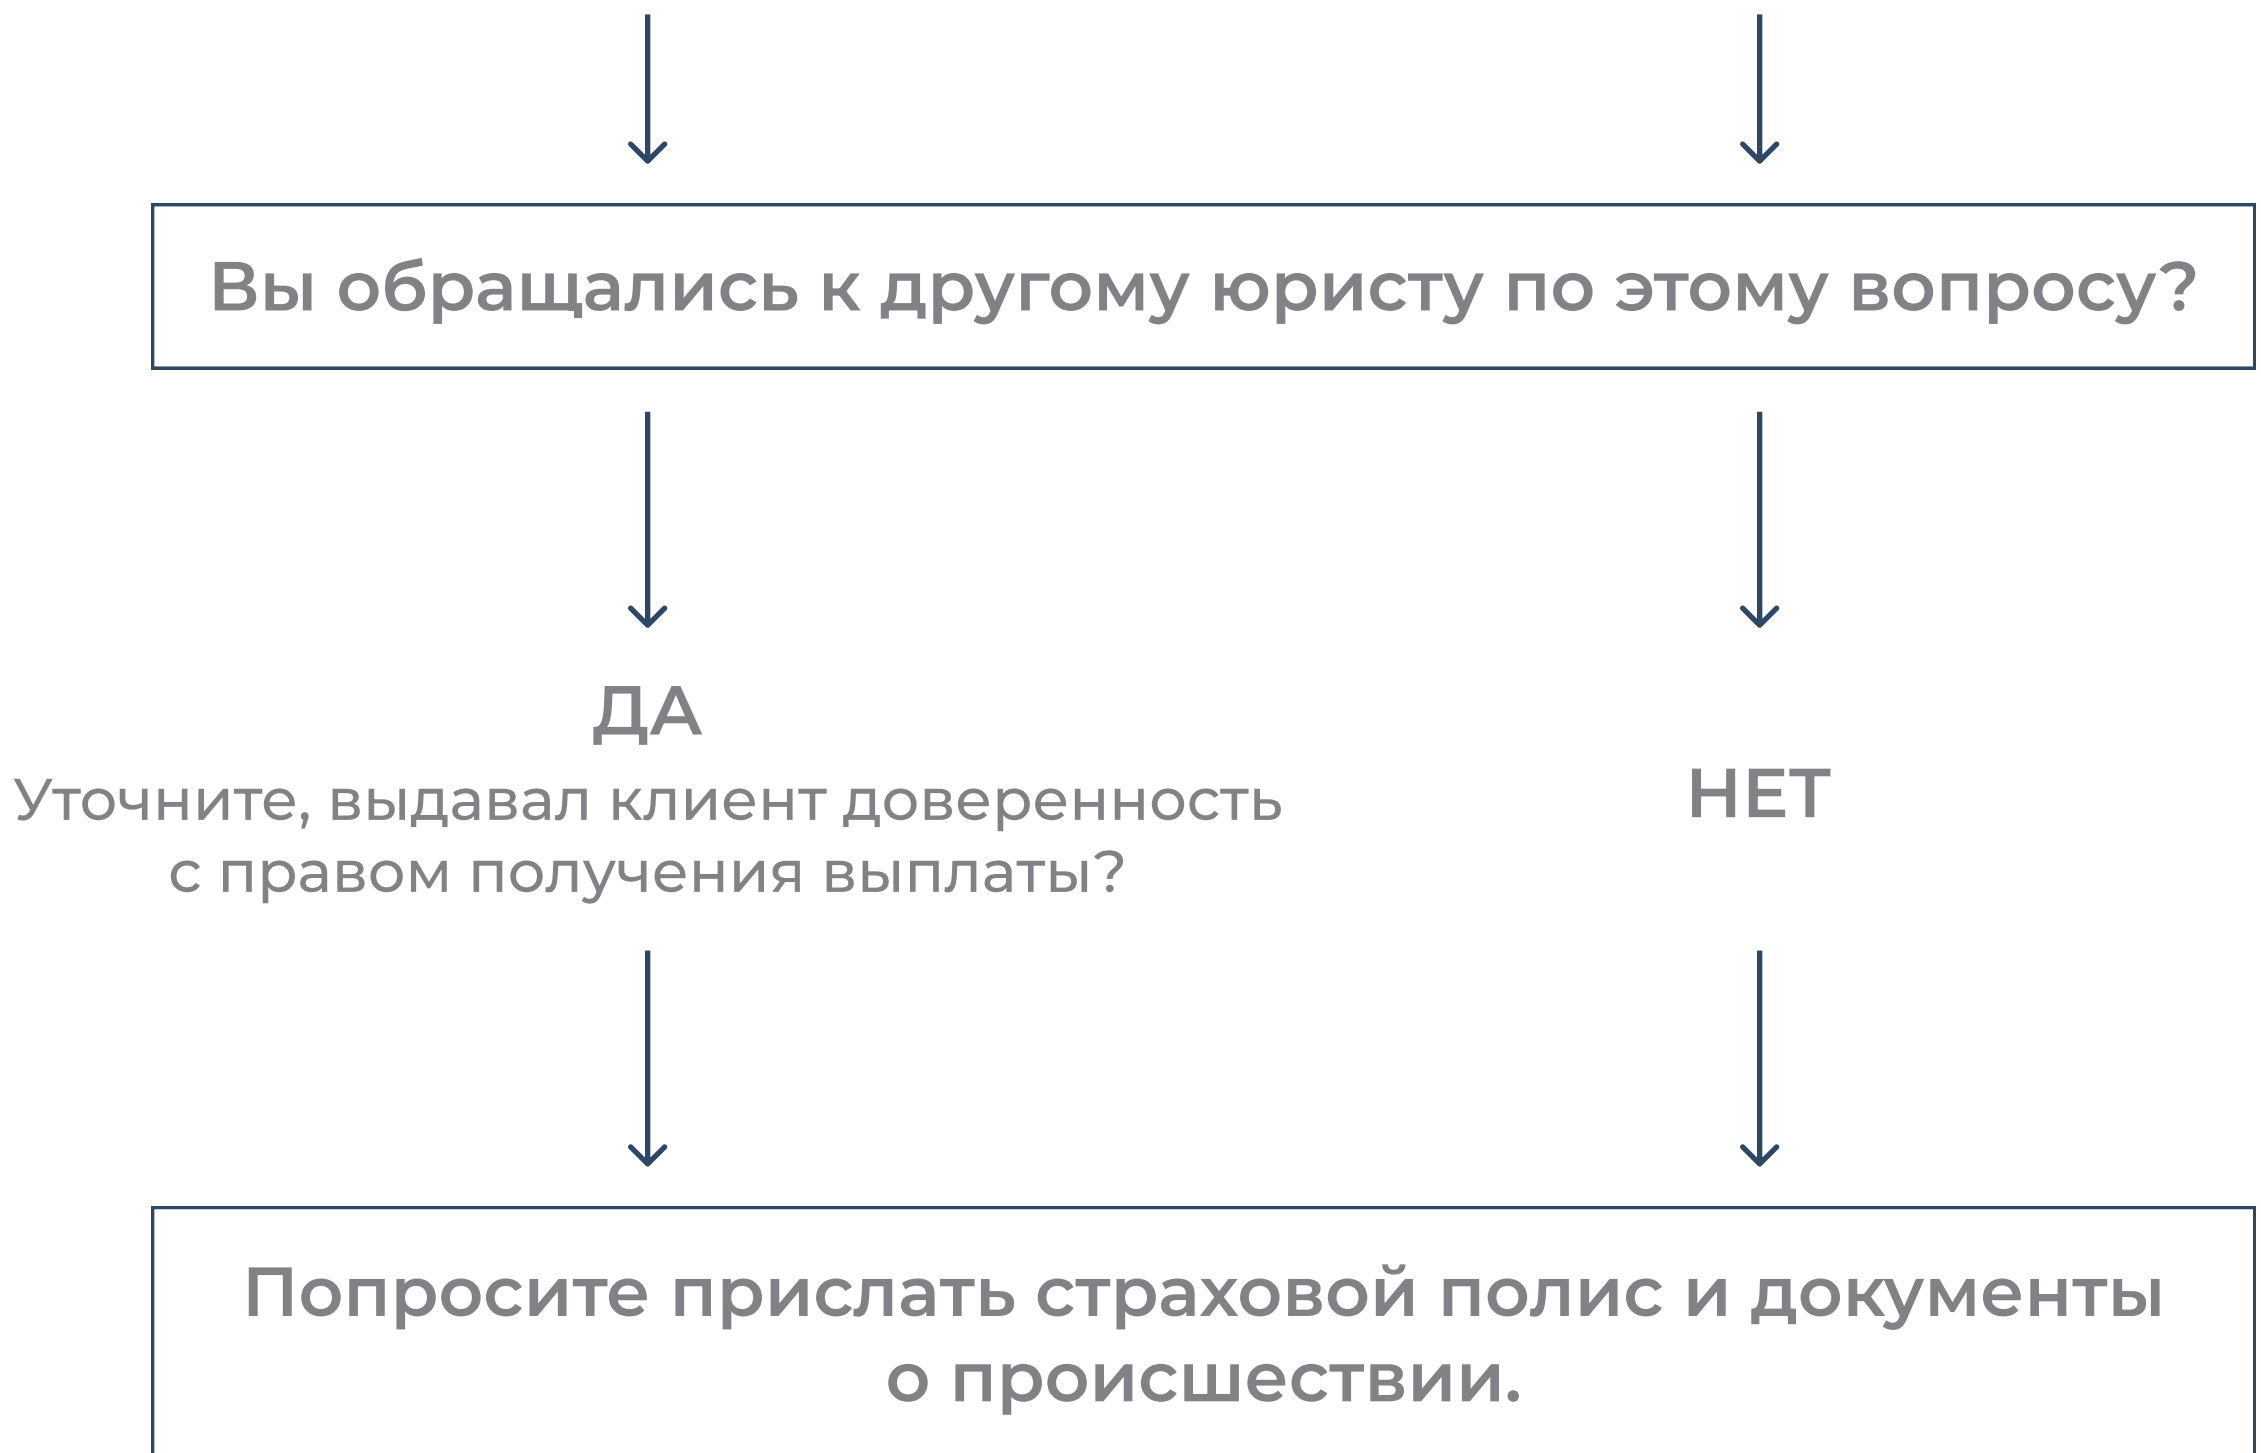 Вы обращались к другому юристу по этому вопросу?
ДА
Уточните, выдавал клиент доверенность
с правом получения выплаты?
НЕТ
Попросите прислать страховой полис и документы
о происшествии.